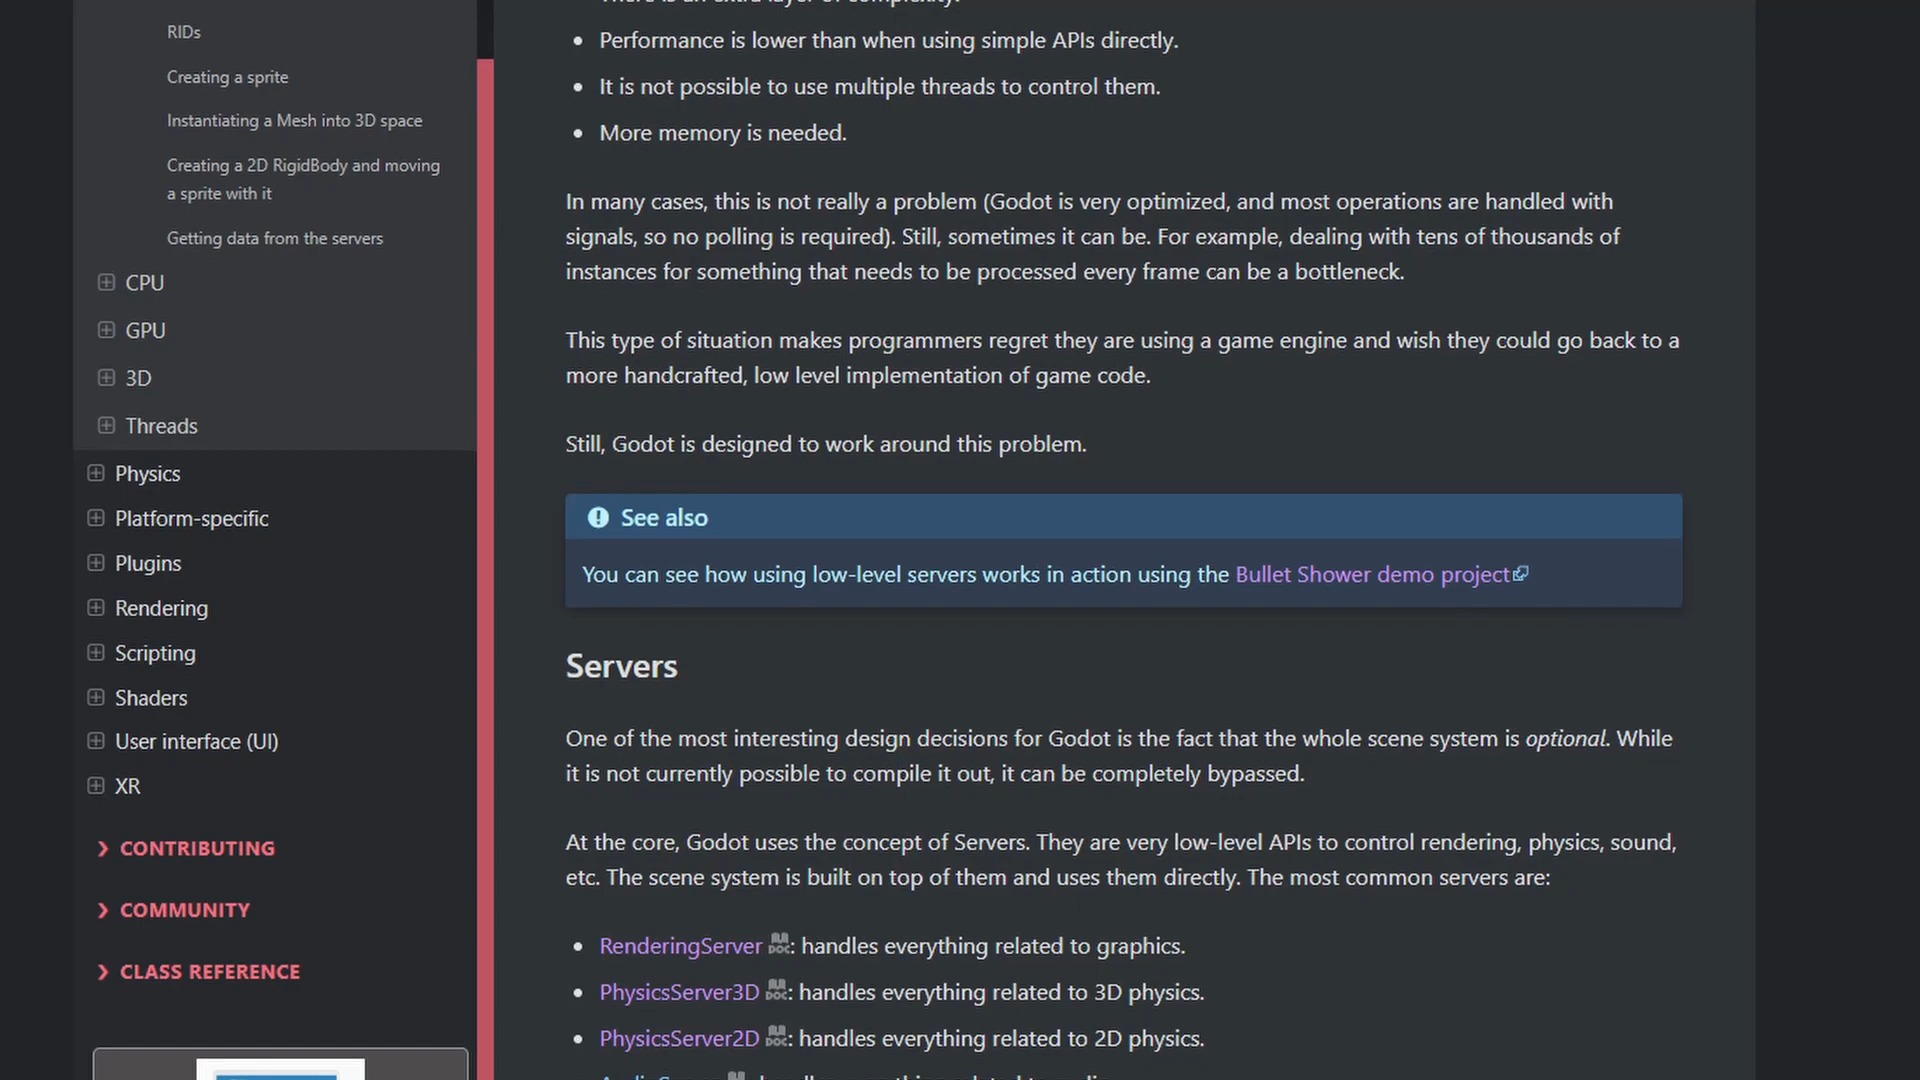 RIDs
Creating a sprite
Instantiating a Mesh into 3D space
Creating a 2D RigidBody and moving
a sprite with it
Getting data from the servers
CPU
GPU
3D
Threads
Physics
Platform-specific
Plugins
Rendering
Scripting
Shaders
User interface (UI)
XR
CONTRIBUTING
COMMUNITY
CLASS REFERENCE
There is an extra layer of complexity.
Performance is lower than when using simple APIs directly.
It is not possible to use multiple threads to control them.
More memory is needed.
In many cases, this is not really a problem (Godot is very optimized, and most operations are handled with
signals, so no polling is required). Still, sometimes it can be. For example, dealing with tens of thousands of
instances for something that needs to be processed every frame can be a bottleneck.
This type of situation makes programmers regret they are using a game engine and wish they could go back to a
more handcrafted, low level implementation of game code.
Still, Godot is designed to work around this problem.
See also
You can see how using low-level servers works in action using the Bullet Shower demo project
Servers
One of the most interesting design decisions for Godot is the fact that the whole scene system is optional. While
it is not currently possible to compile it out, it can be completely bypassed.
At the core, Godot uses the concept of Servers. They are very low-level APIs to control rendering, physics, sound,
etc. The scene system is built on top of them and uses them directly. The most common servers are:
RenderingServer DOC: handles everything related to graphics.
PhysicsServer3D DOC: handles everything related to 3D physics.
PhysicsServer2D DOC: handles everything related to 2D physics.